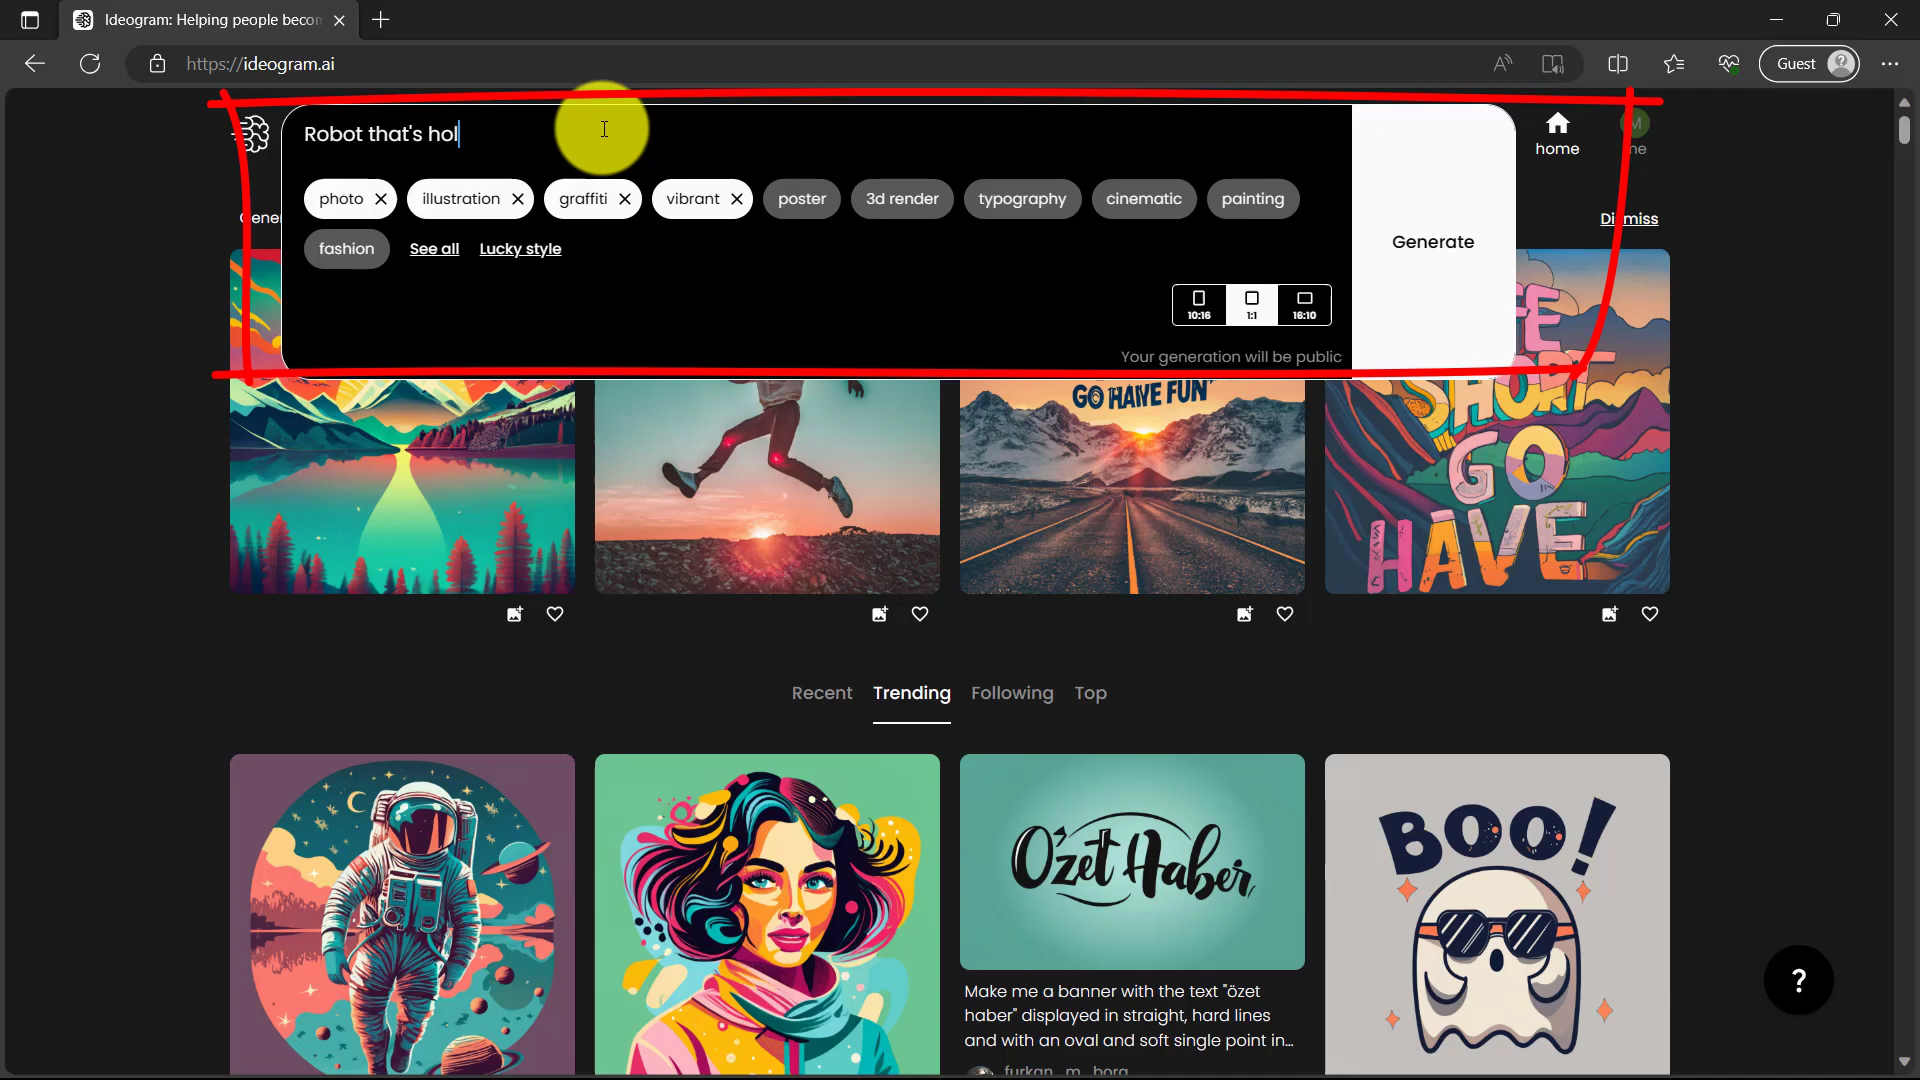 Ideogram: Helping people becon
https://ideogram.ai
Guest
Robot that's hol
home
photo
illustration
graffiti
vibrant
poster
3d render
typography
cinematic
painting
fashion
See all
Lucky style
Generate
Dismiss
10:16
1:1
16:10
Your generation will be public
GO HAVE FUN
SHORT
GO
HAVE
Recent
Trending
Following
Top
Özet Haber
BOO!
Make me a banner with the text "özet
haber" displayed in straight, hard lines
and with an oval and soft single point in...
furkan_m_bora
?